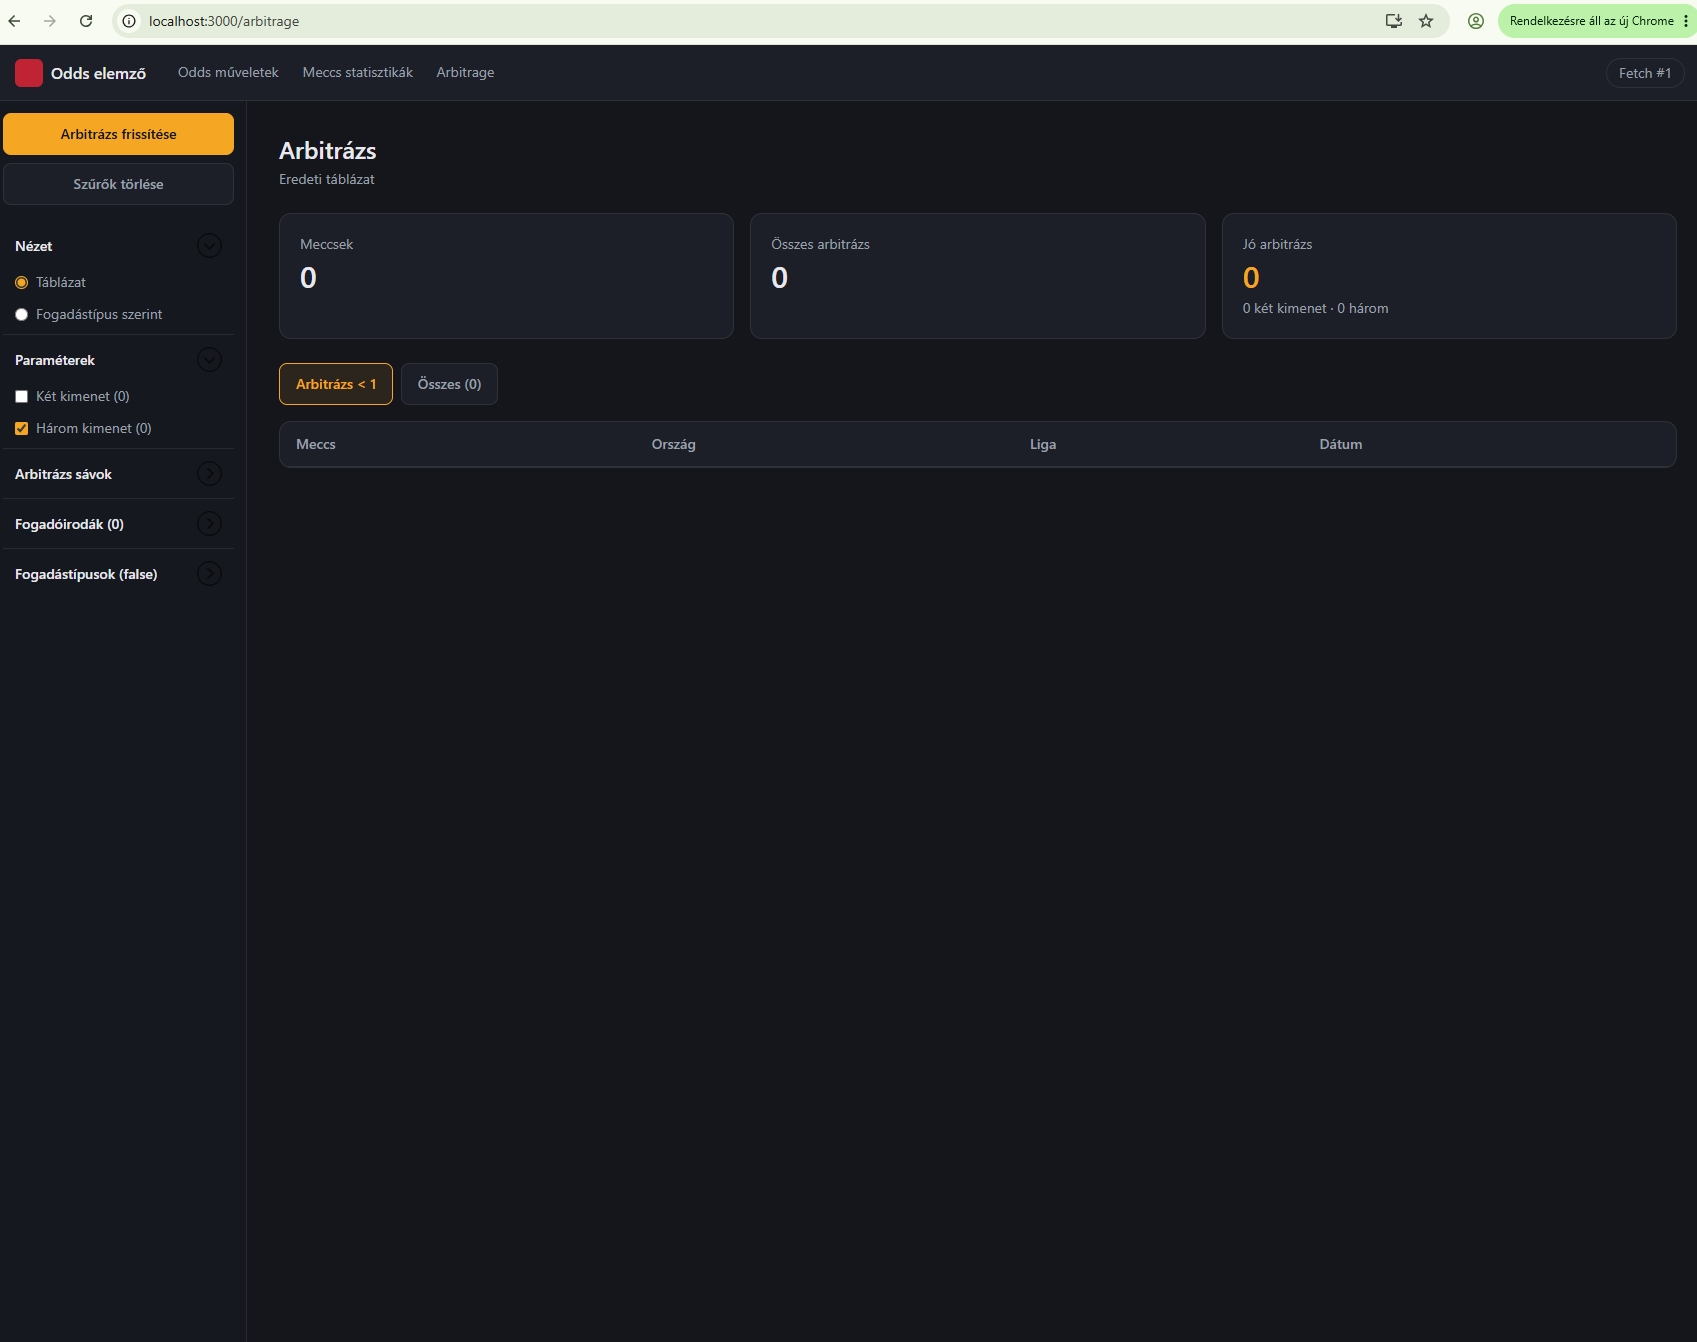 localhost:3000/arbitrage
Rendelkezésre áll az új Chrome
Odds elemző
Odds műveletek
Meccs statisztikák
Arbitrage
Fetch #1
Arbitrázs frissítése
Szűrők törlése
Nézet
Táblázat
Fogadástípus szerint
Paraméterek
Két kimenet (0)
Három kimenet (0)
Arbitrázs sávok
Fogadóirodák (0)
Fogadástípusok (false)
Arbitrázs
Eredeti táblázat
Meccsek
0
Összes arbitrázs
0
Jó arbitrázs
0
0 két kimenet · 0 három
Arbitrázs < 1
Összes (0)
Meccs
Ország
Liga
Dátum